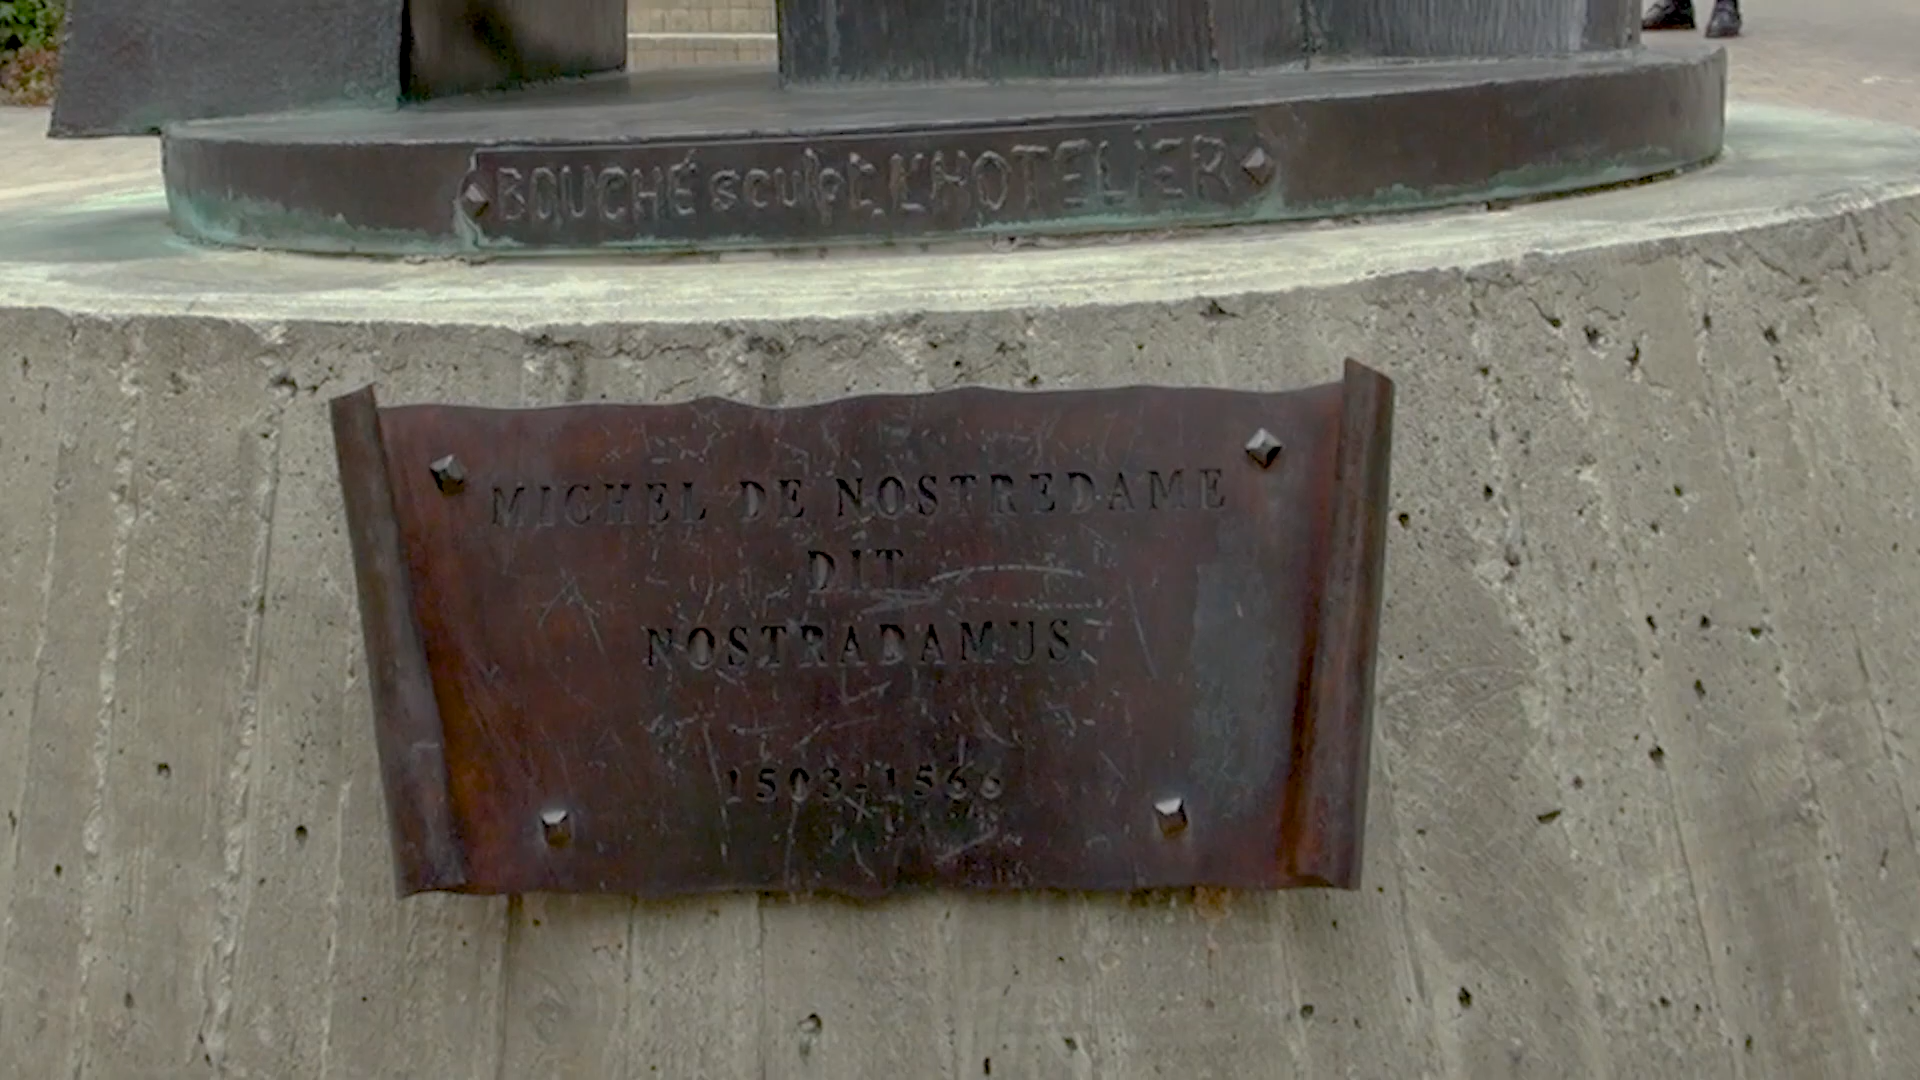 BOUCHÉ sculpt. L'HOTELiER
MICHEL DE NOSTREDAME
DIT
NOSTRADAMUS
1503-1566